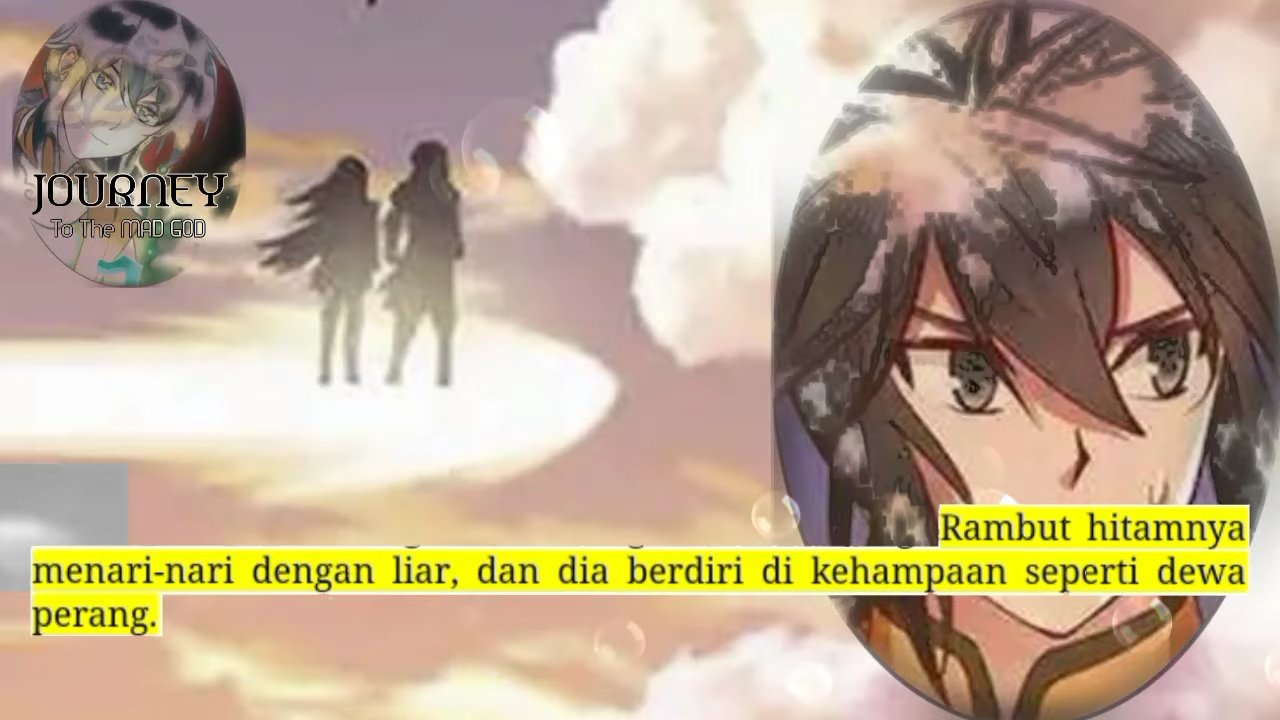 JOURNEY
To The MAD GOD
Rambut hitamnya
menari-nari dengan liar, dan dia berdiri di kehampaan seperti dewa
perang.